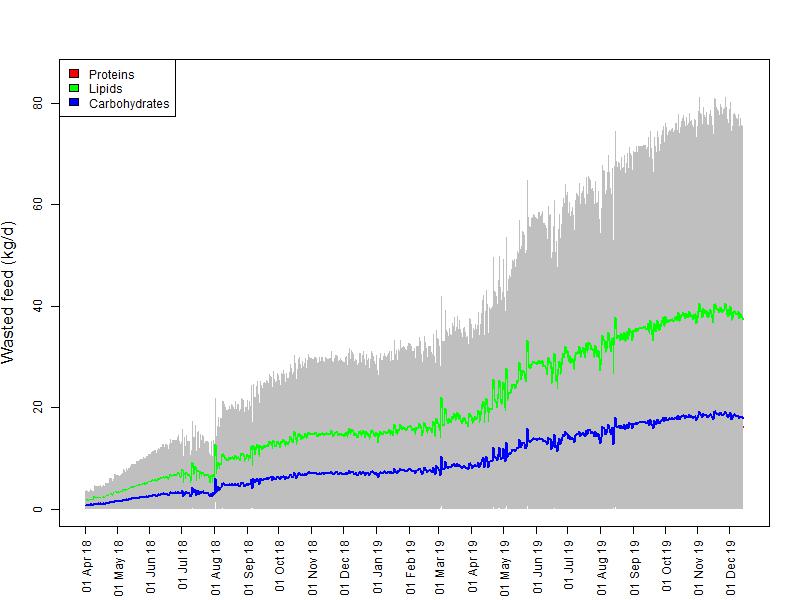 Proteins
Lipids
Carbohydrates
Wasted feed (kg/d)
80
60
40
20
0
01 Apr 18
01 May 18
01 Jun 18
01 Jul 18
01 Aug 18
01 Sep 18
01 Oct 18
01 Nov 18
01 Dec 18
01 Jan 19
01 Feb 19
01 Mar 19
01 Apr 19
01 May 19
01 Jun 19
01 Jul 19
01 Aug 19
01 Sep 19
01 Oct 19
01 Nov 19
01 Dec 19